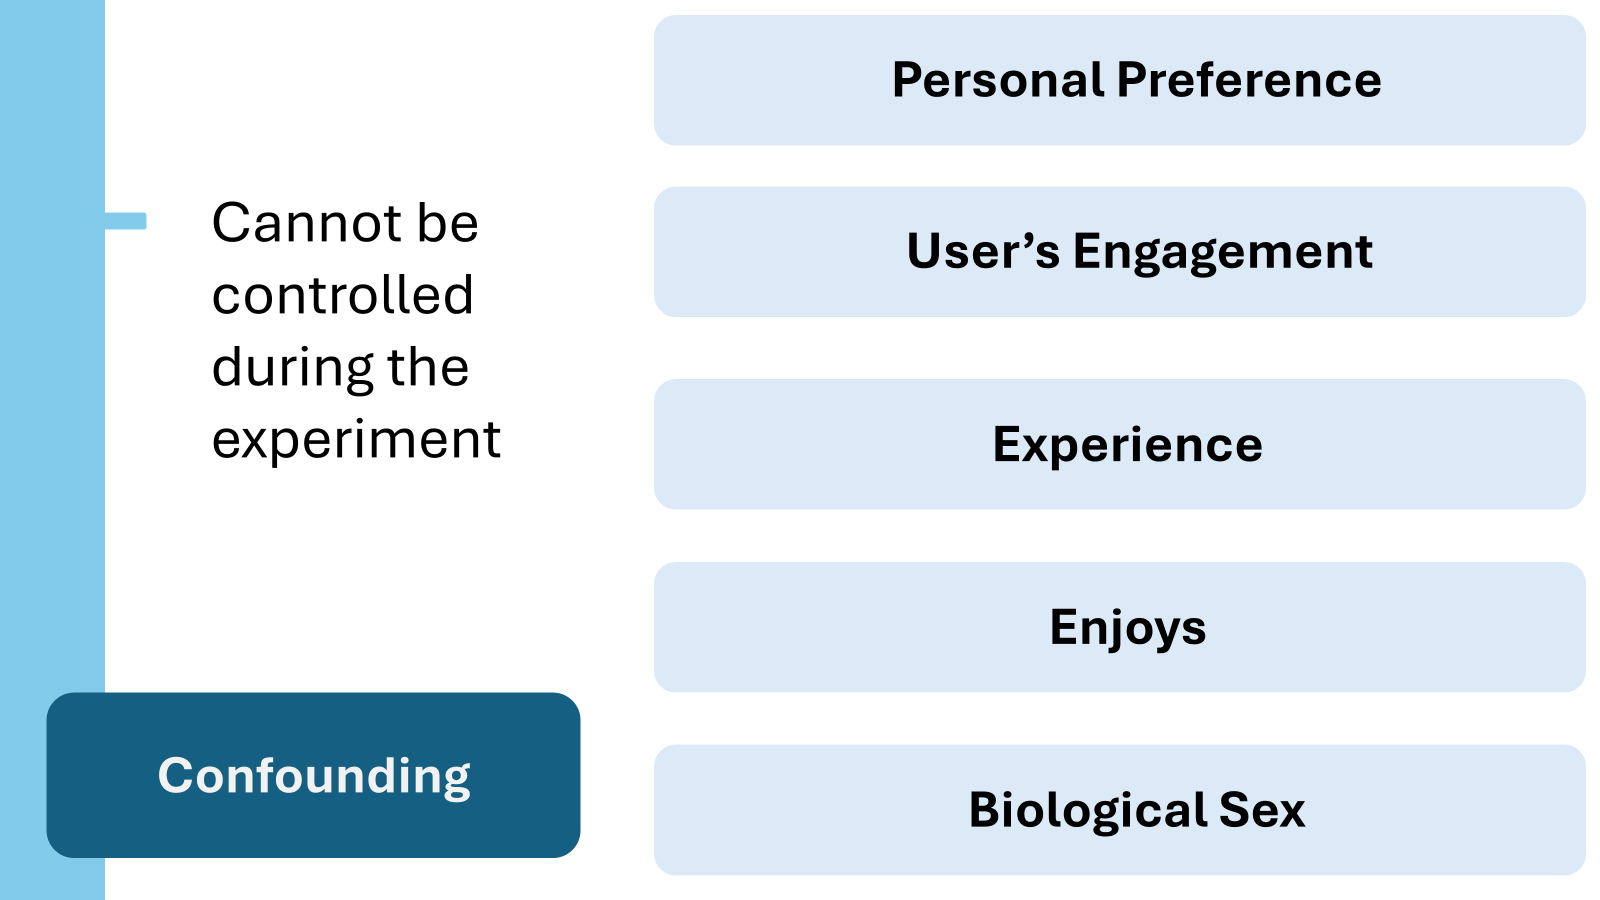 Cannot be
controlled
during the
experiment
Confounding
Personal Preference
User’s Engagement
Experience
Enjoys
Biological Sex